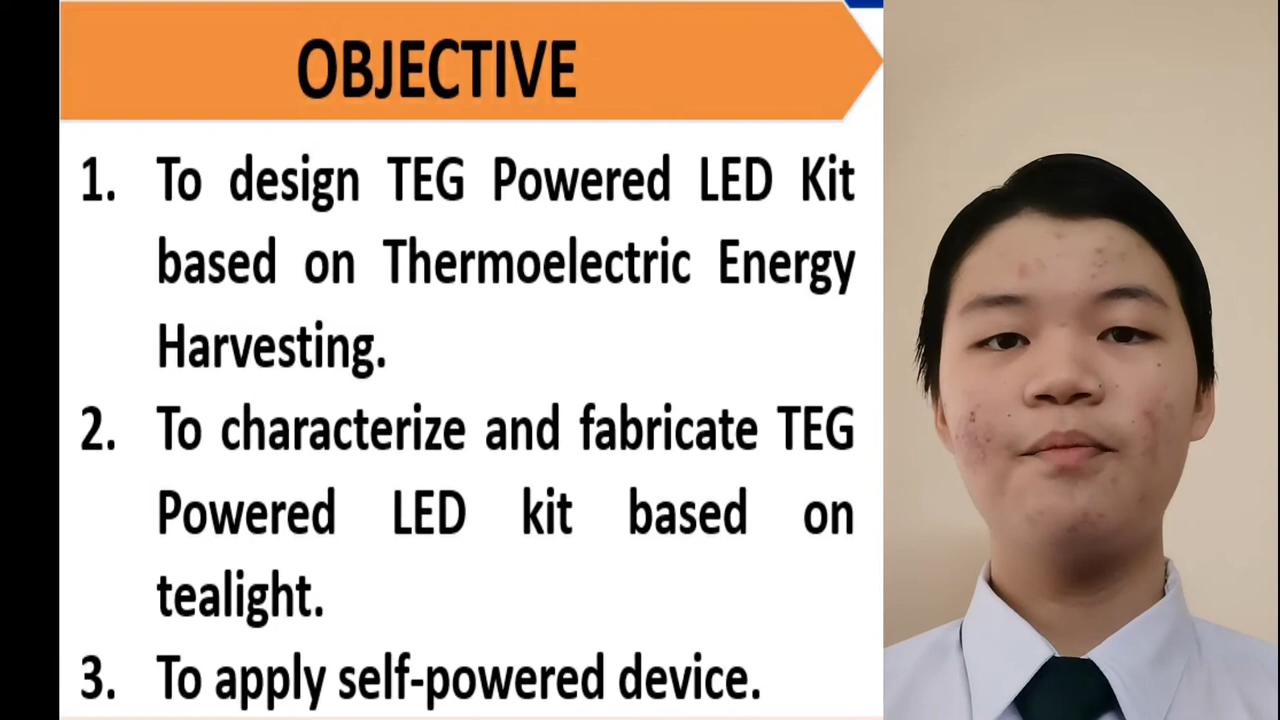 OBJECTIVE
1. To design TEG Powered LED Kit
based on Thermoelectric Energy
Harvesting.
2. To characterize and fabricate TEG
Powered LED kit based on
tealight.
3. To apply self-powered device.